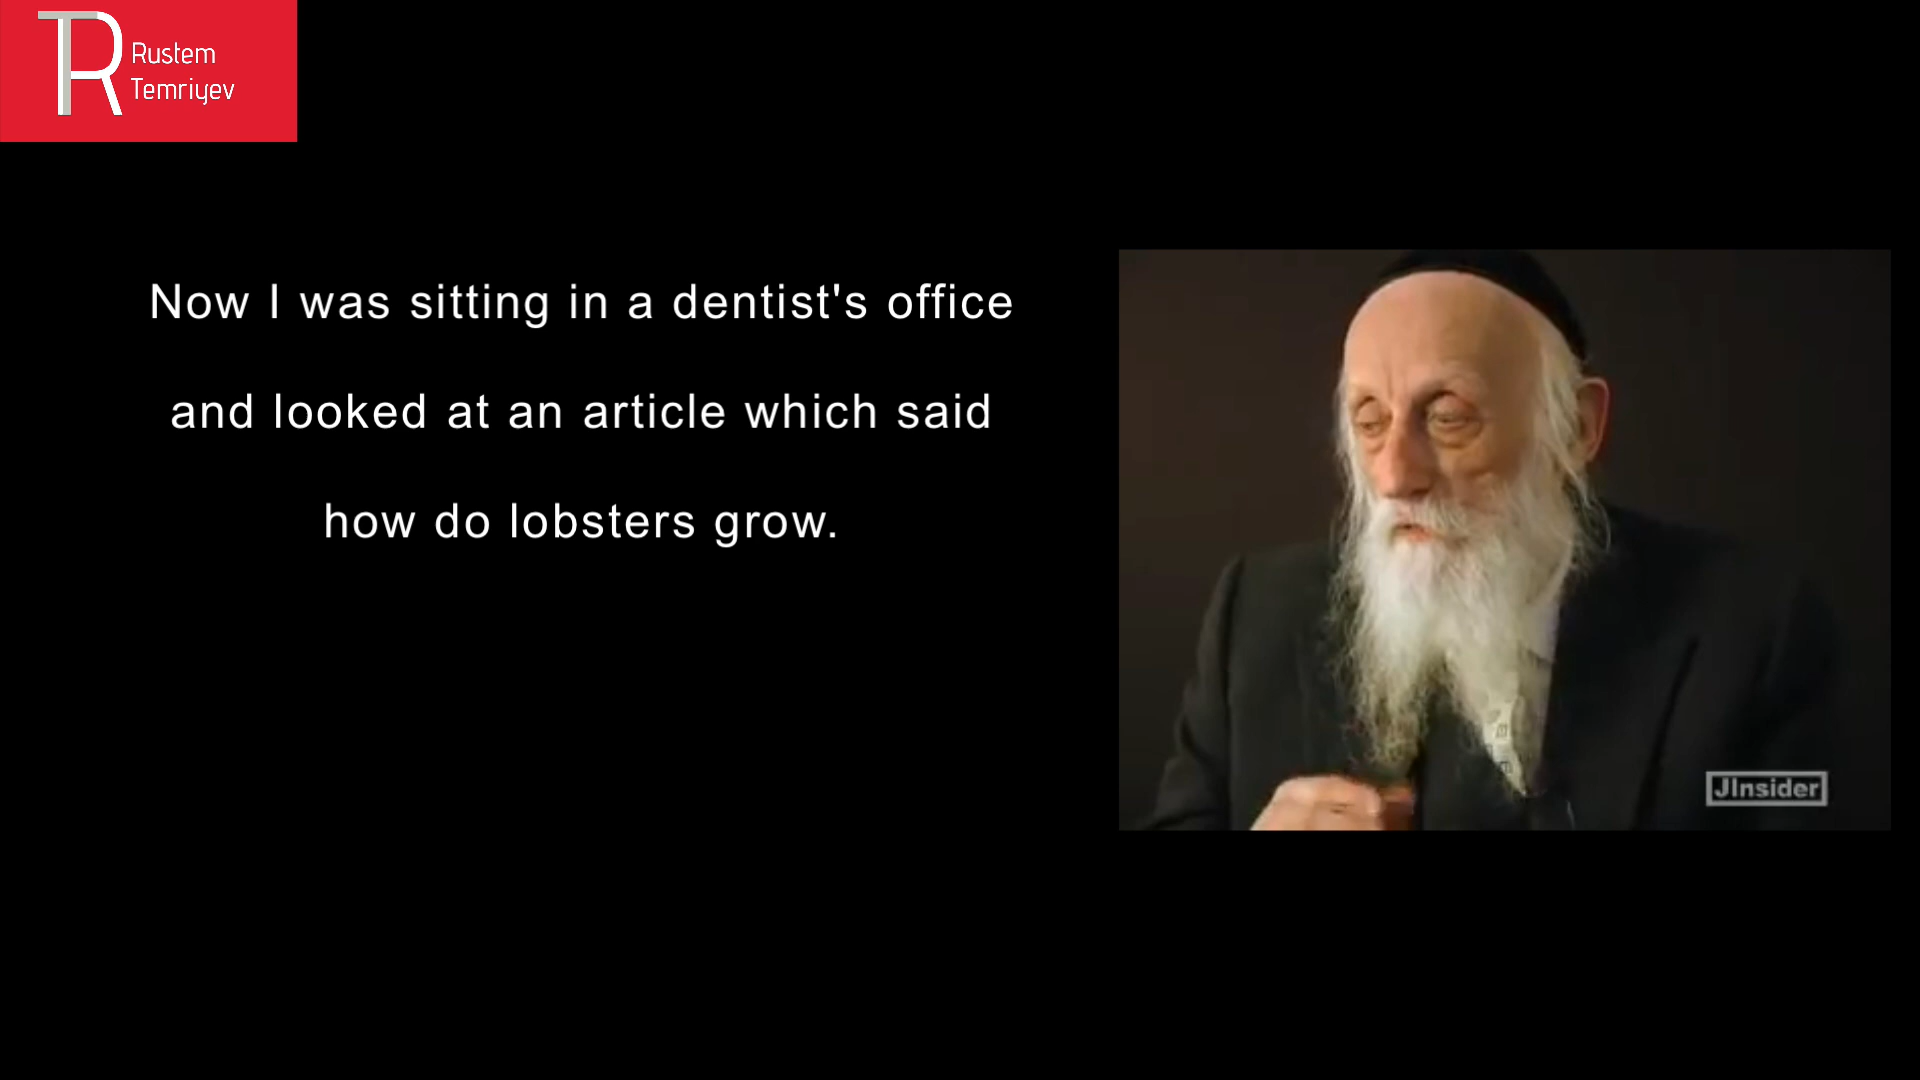 Rustem
Temriyev
Now I was sitting in a dentist's office
and looked at an article which said
how do lobsters grow.
JInsider